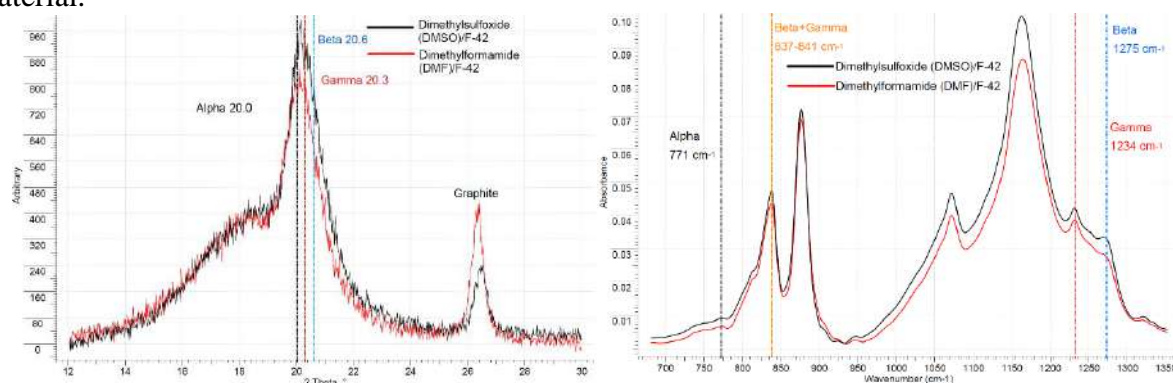 aterial.
960
880
800
720
640
560
480
400
320
240
160
80
0
Arbitrary
Dimethylsulfoxide
(DMSO)/F-42
Beta 20.6
Dimethylformamide
(DMF)/F-42
Gamma 20.3
Alpha 20.0
Graphite
12 14 16 18 20 22 24 26 28 30
2 Theta, °
0.10
0.09
0.08
0.07
0.06
0.05
0.04
0.03
0.02
0.01
Absorbance
Beta+Gamma
837-841 cm-1
Dimethylsulfoxide (DMSO)/F-42
Dimethylformamide (DMF)/F-42
Beta
1275 cm-1
Alpha
771 cm-1
Gamma
1234 cm-1
700 750 800 850 900 950 1000 1050 1100 1150 1200 1250 1300 1350
Wavenumber (cm-1)